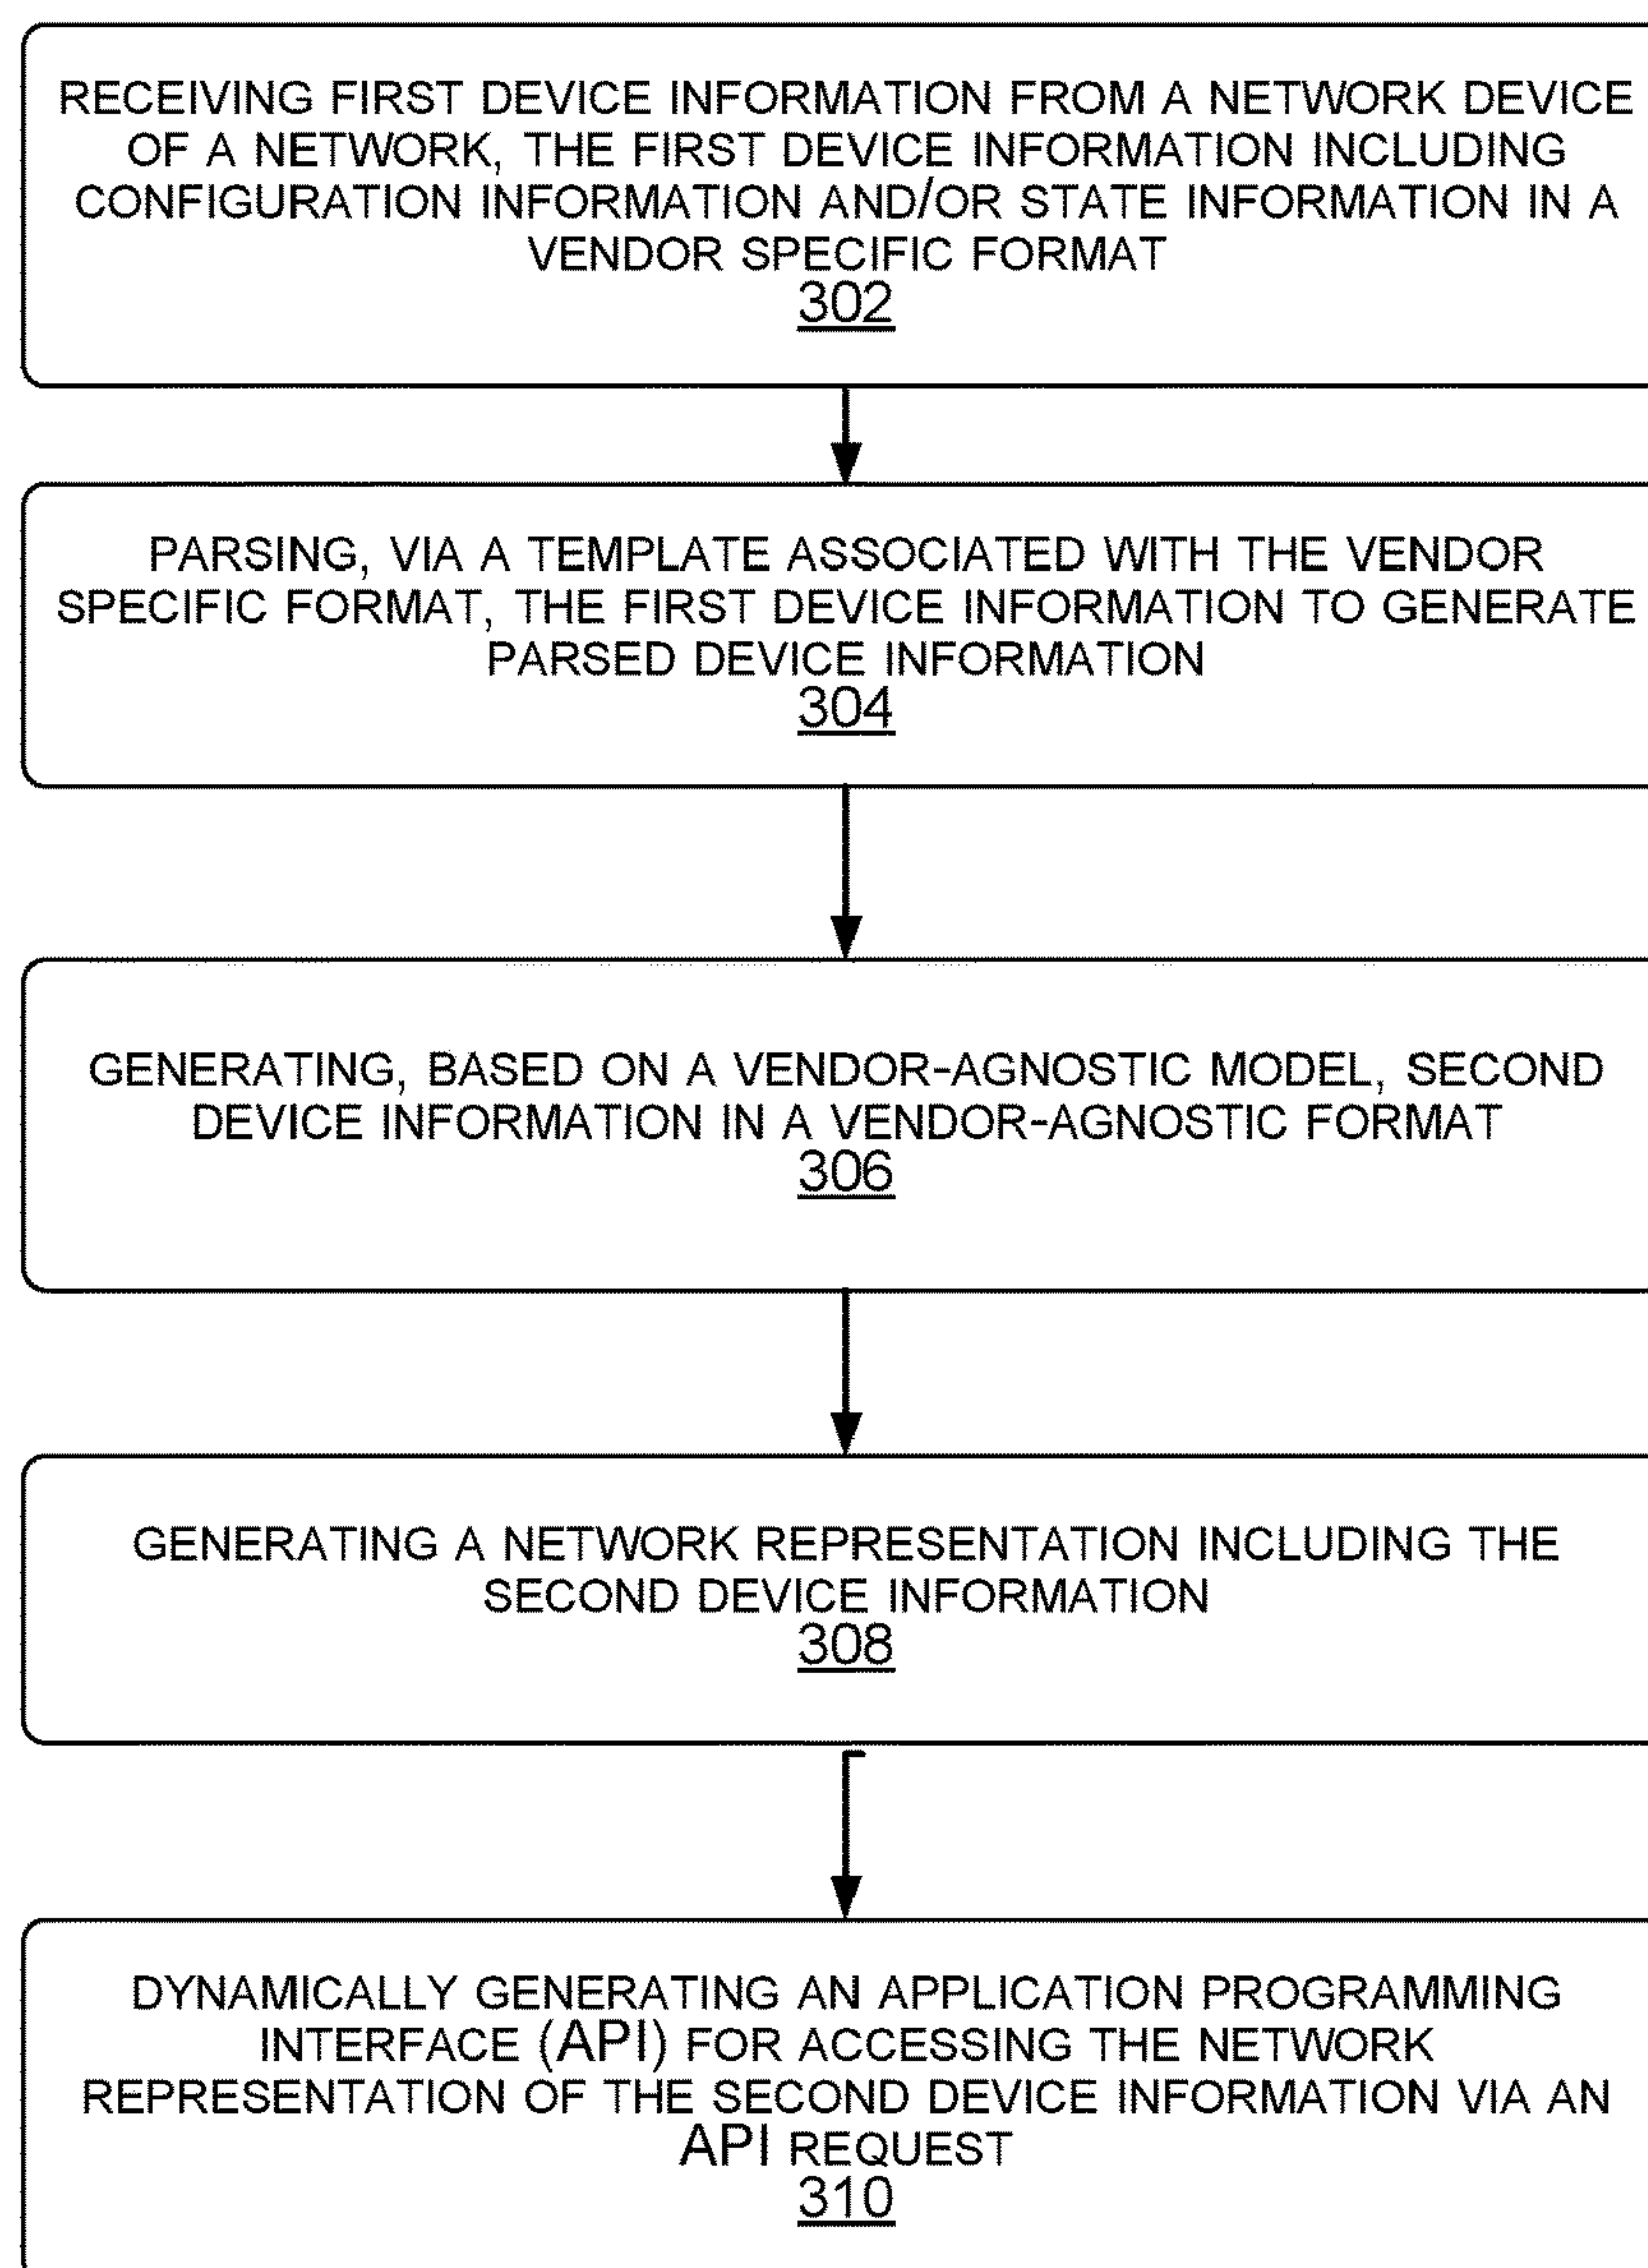 RECEIVING FIRST DEVICE INFORMATION FROM A NETWORK DEVICE
OF A NETWORK, THE FIRST DEVICE INFORMATION INCLUDING
CONFIGURATION INFORMATION AND/OR STATE INFORMATION IN A
VENDOR SPECIFIC FORMAT
302
PARSING, VIA A TEMPLATE ASSOCIATED WITH THE VENDOR
SPECIFIC FORMAT, THE FIRST DEVICE INFORMATION TO GENERATE
PARSED DEVICE INFORMATION
304
GENERATING, BASED ON A VENDOR-AGNOSTIC MODEL, SECOND
DEVICE INFORMATION IN A VENDOR-AGNOSTIC FORMAT
306
GENERATING A NETWORK REPRESENTATION INCLUDING THE
SECOND DEVICE INFORMATION
308
DYNAMICALLY GENERATING AN APPLICATION PROGRAMMING
INTERFACE (API) FOR ACCESSING THE NETWORK
REPRESENTATION OF THE SECOND DEVICE INFORMATION VIA AN
API REQUEST
310